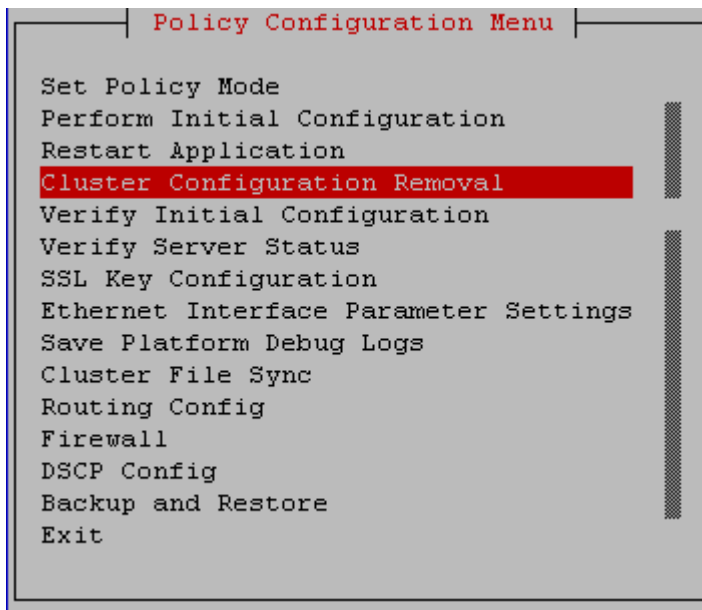 Policy Configuration Menu
Set Policy Mode
Perform Initial Configuration
Restart Application
Cluster Configuration Removal
Verify Initial Configuration
Verify Server Status
SSL Key Configuration
Ethernet Interface Parameter Settings
Save Platform Debug Logs
Cluster File Sync
Routing Config
Firewall
DSCP Config
Backup and Restore
Exit